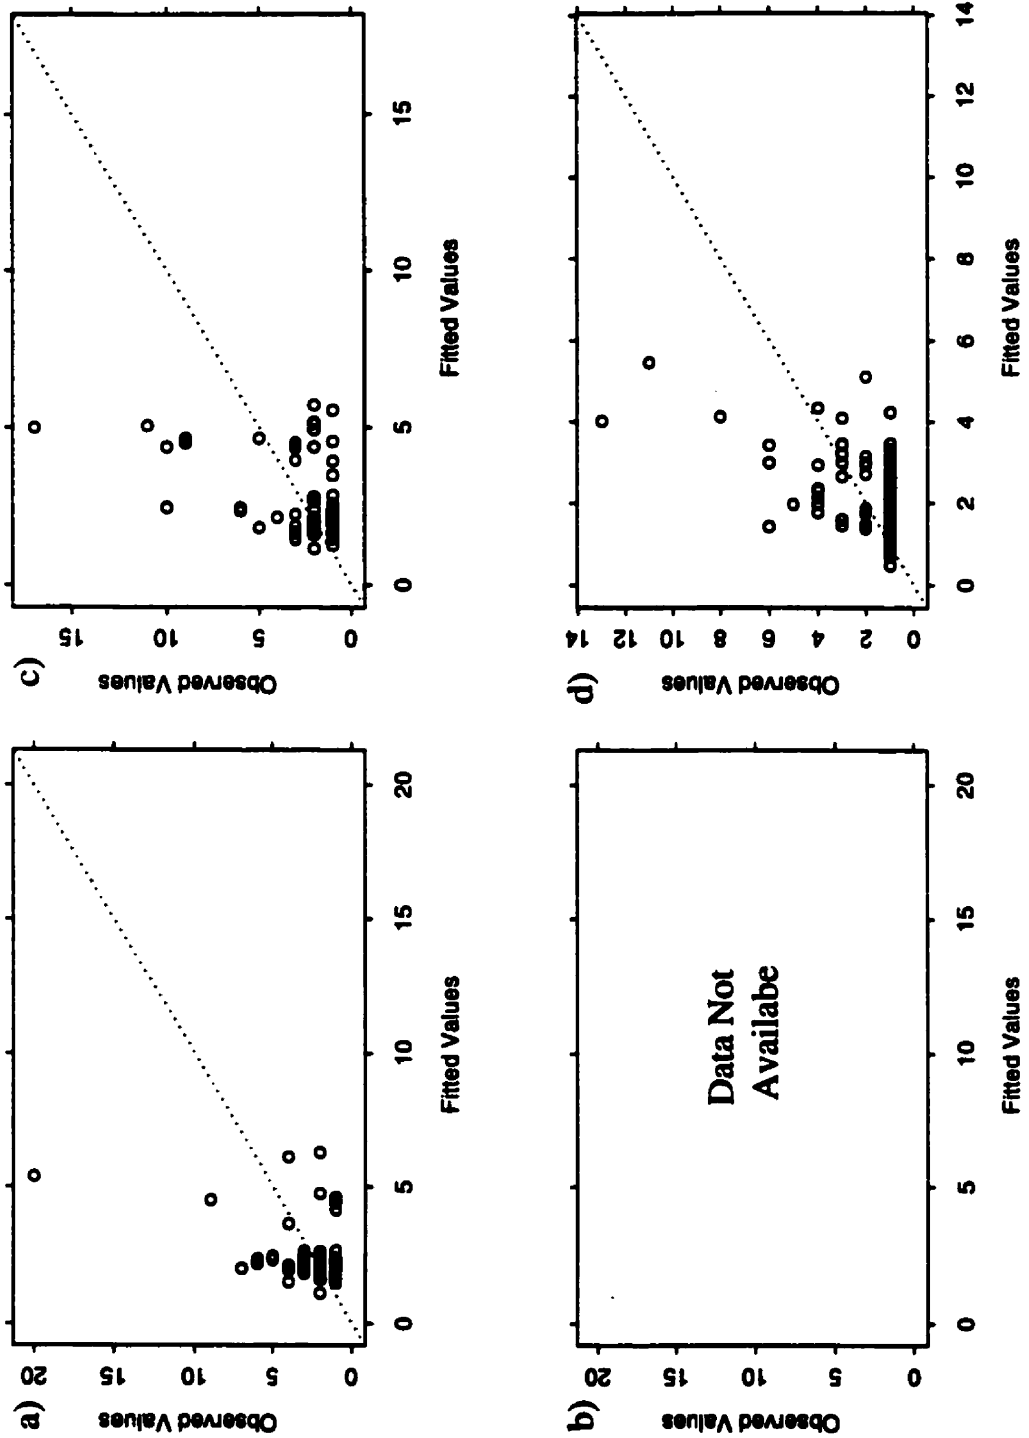 a)
Observed Values
0 5 10 15 20
0 5 10 15 20
Fitted Values
c)
Observed Values
0 5 10 15
0 5 10 15
Fitted Values
b)
Observed Values
0 5 10 15 20
Data Not
Availabe
0 5 10 15 20
Fitted Values
d)
Observed Values
0 2 4 6 8 10 12 14
0 2 4 6 8 10 12 14
Fitted Values